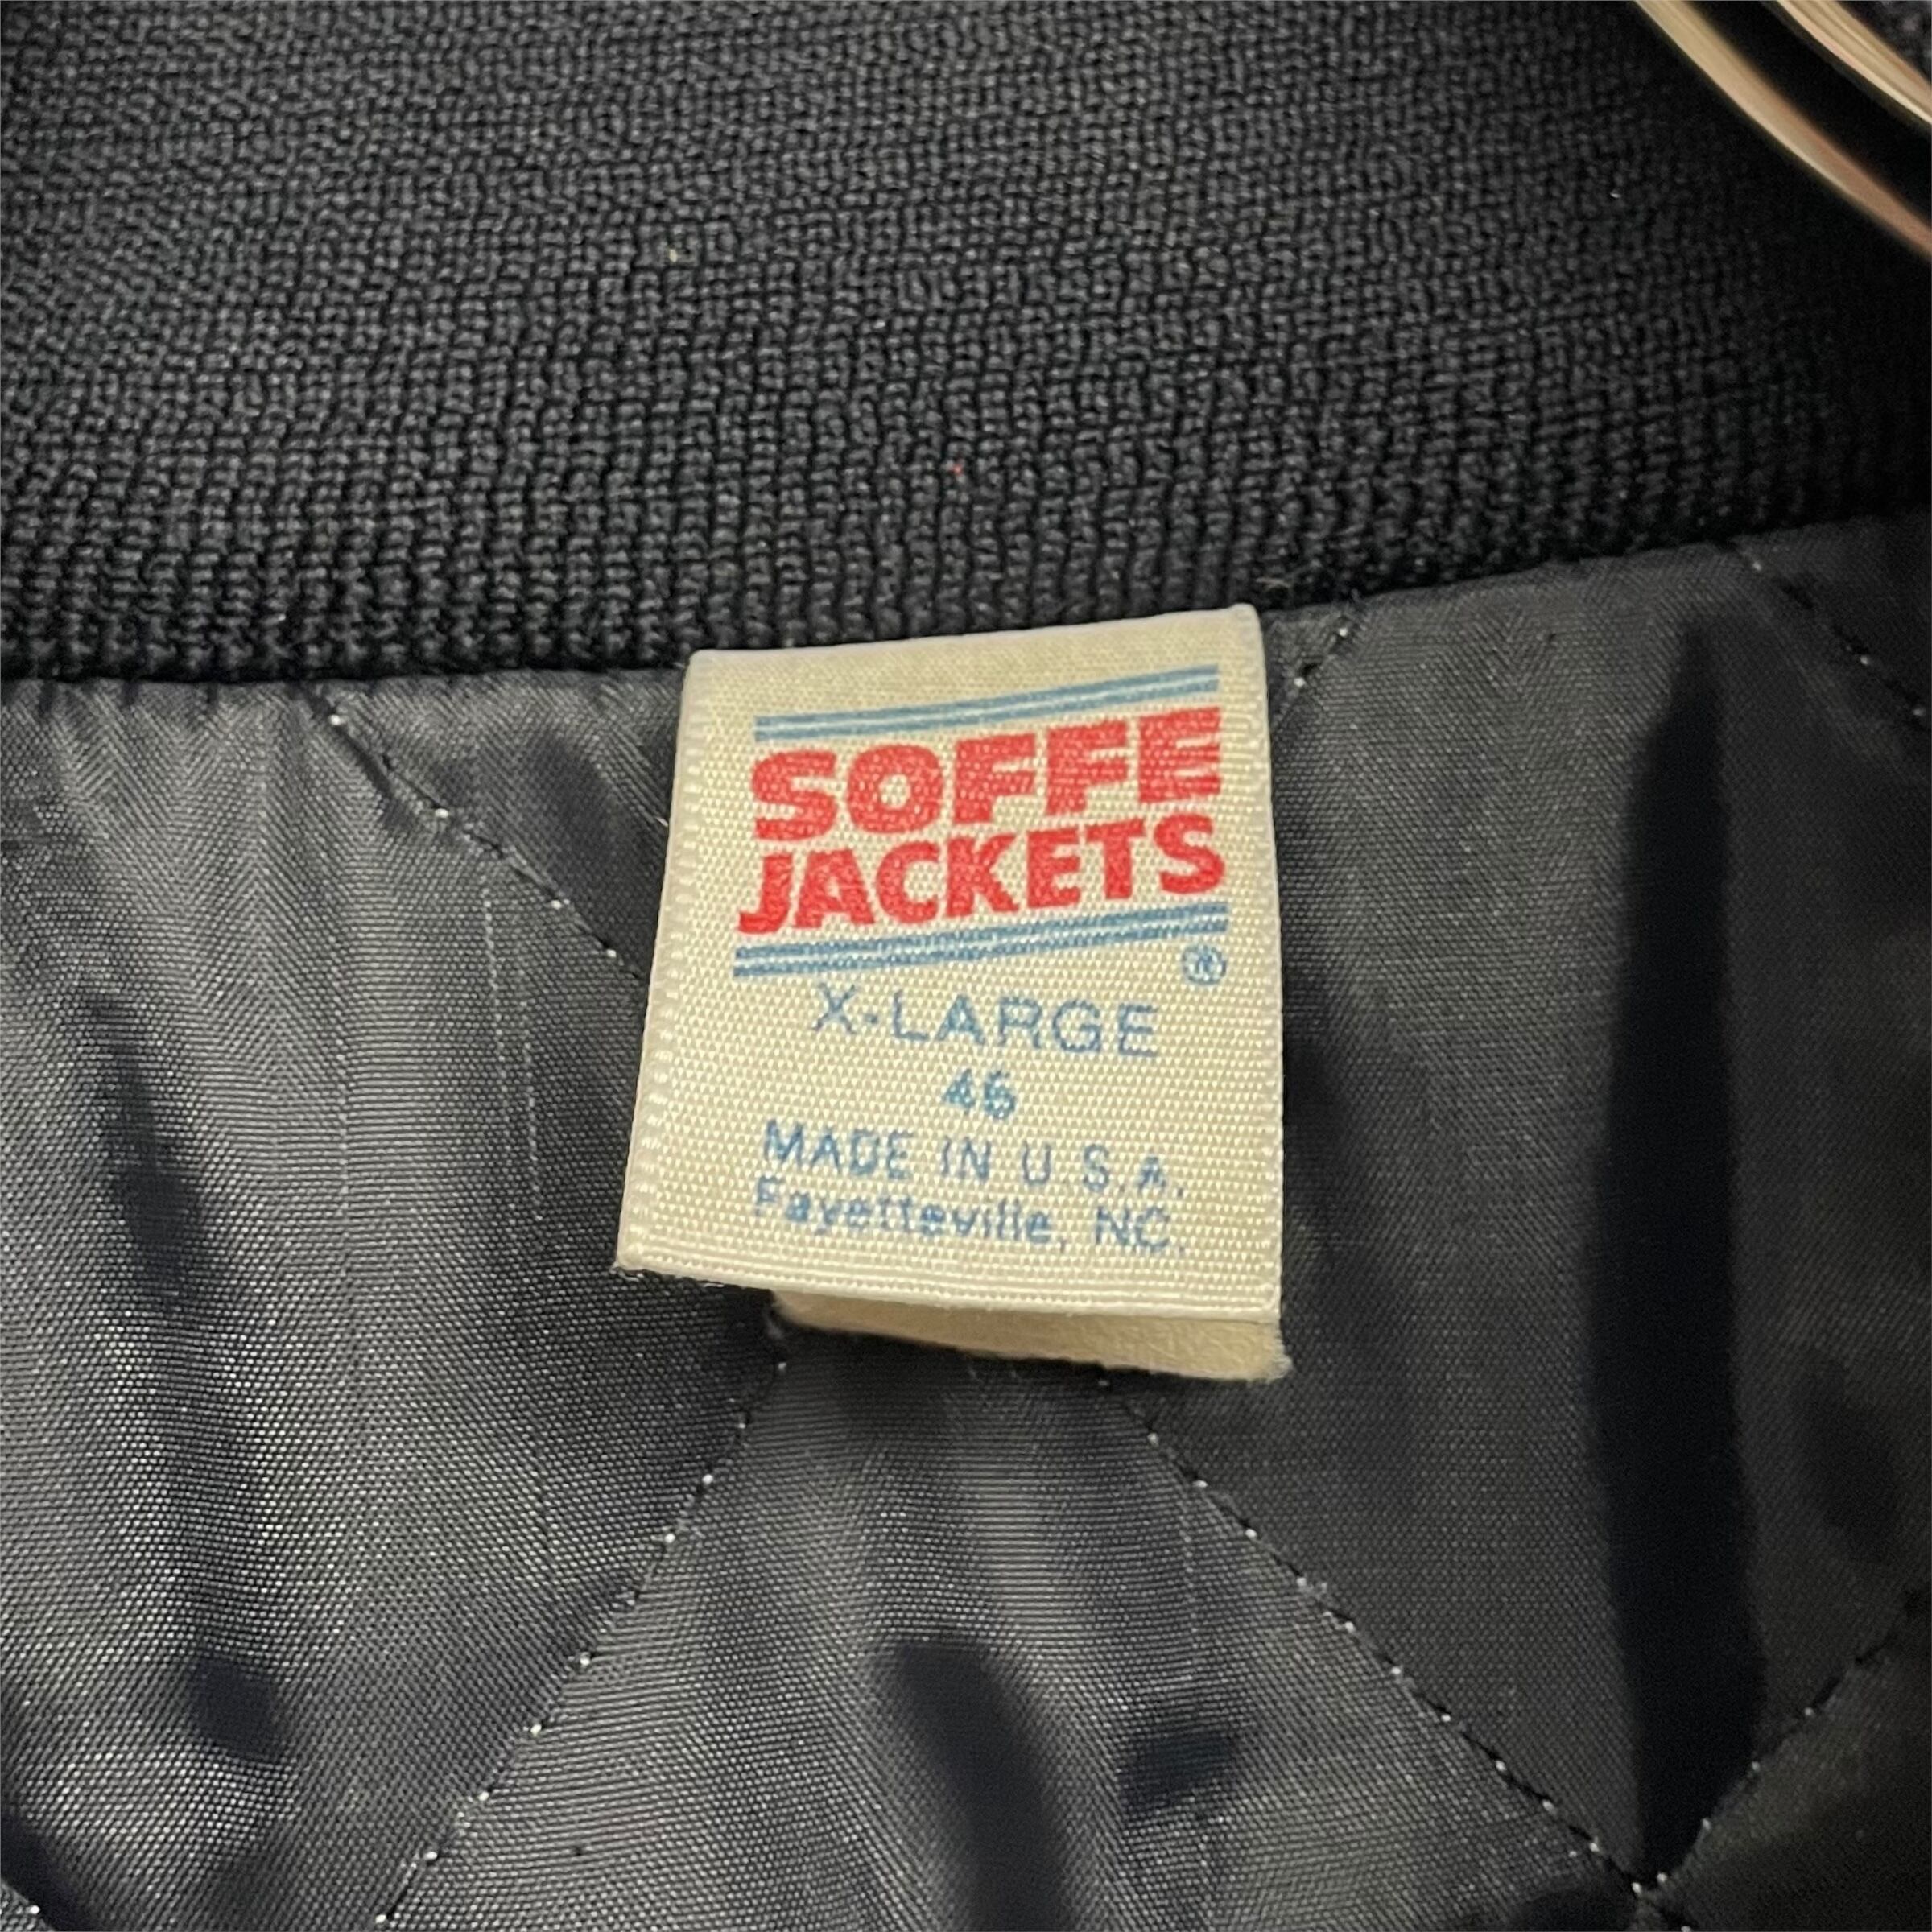 SOFFE
JACKETS
®
X-LARGE
46
MADE IN U.S.A.
Fayetteville, NC.